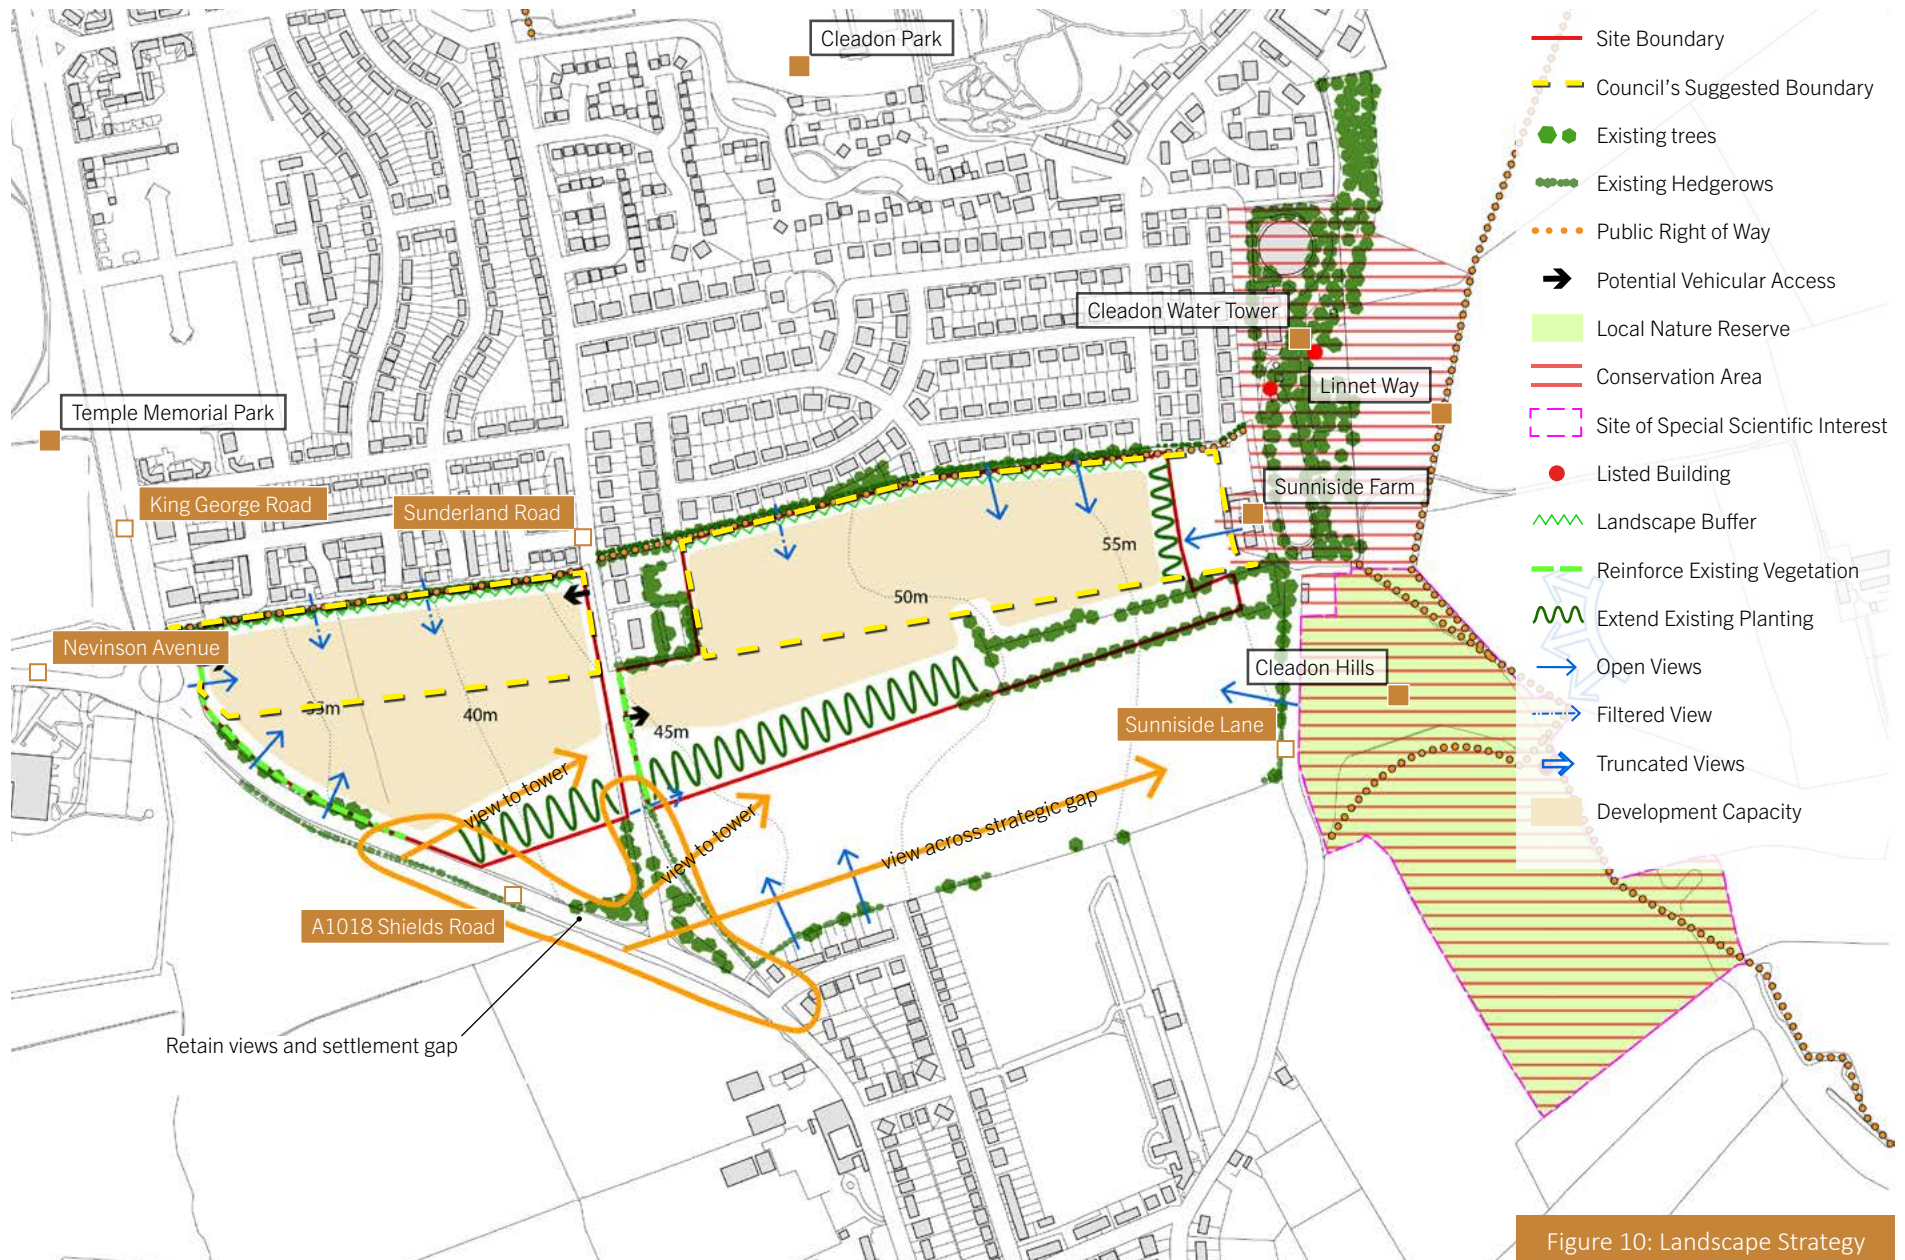 Cleadon Park
Site Boundary
Council's Suggested Boundary
Existing trees
Existing Hedgerows
Public Right of Way
Potential Vehicular Access
Local Nature Reserve
Conservation Area
Site of Special Scientific Interest
Listed Building
Landscape Buffer
Reinforce Existing Vegetation
Extend Existing Planting
Open Views
Filtered View
Truncated Views
Development Capacity
Cleadon Water Tower
Linnet Way
Temple Memorial Park
Sunniside Farm
King George Road
Sunderland Road
55m
50m
Nevinson Avenue
Cleadon Hills
35m
40m
45m
Sunniside Lane
view to tower
view to tower
view across strategic gap
A1018 Shields Road
Retain views and settlement gap
Figure 10: Landscape Strategy